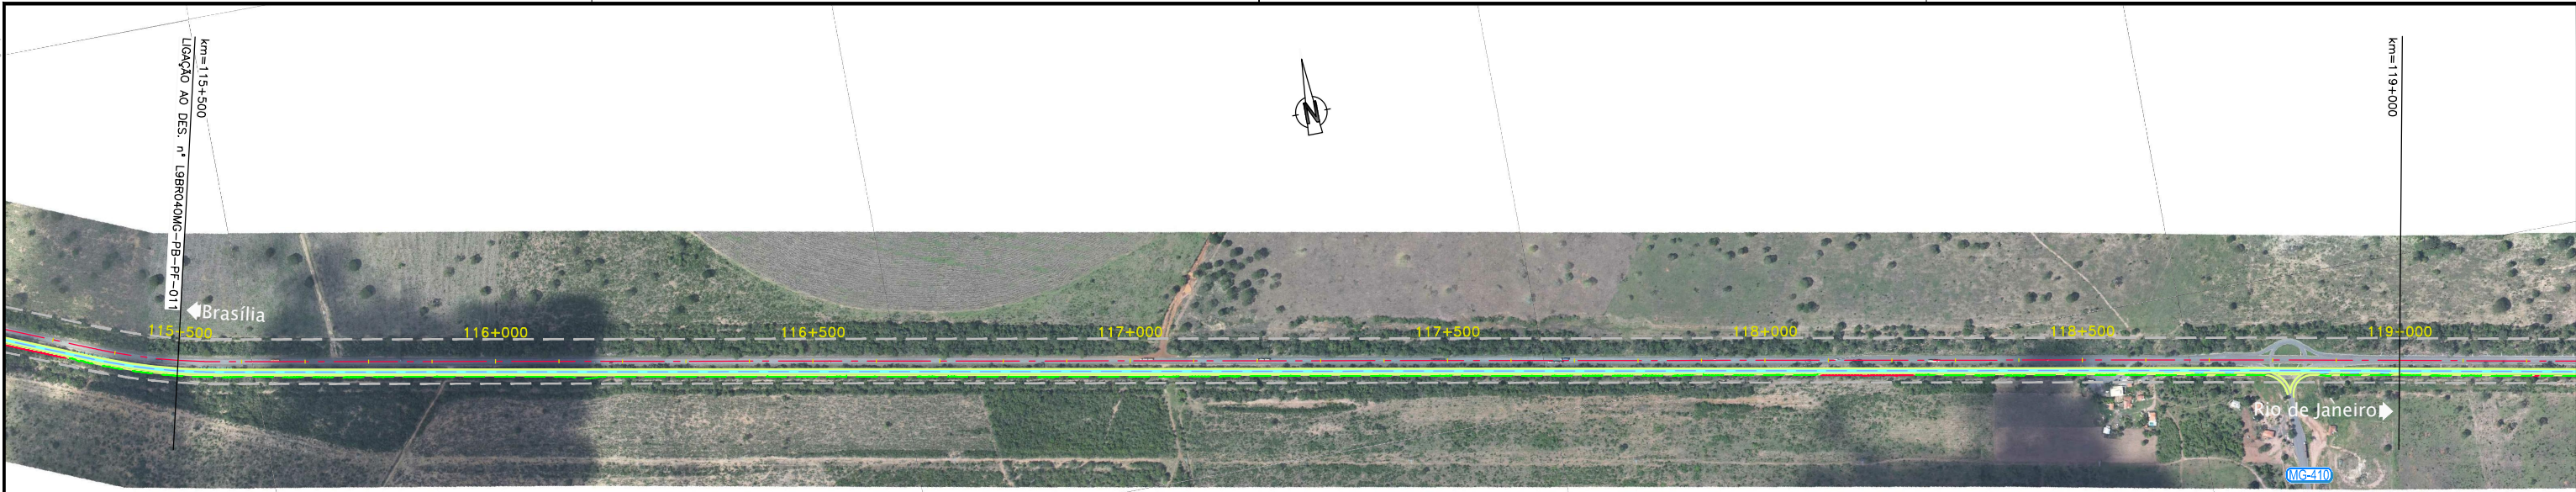 km=115+500
LIGAÇÃO AO DES. n° L9BR040MG-PB-PF-011
N
km=119+000
Brasília
115+500
116+000
116+500
117+000
117+500
118+000
118+500
119+000
Rio de Janeiro
MG-410